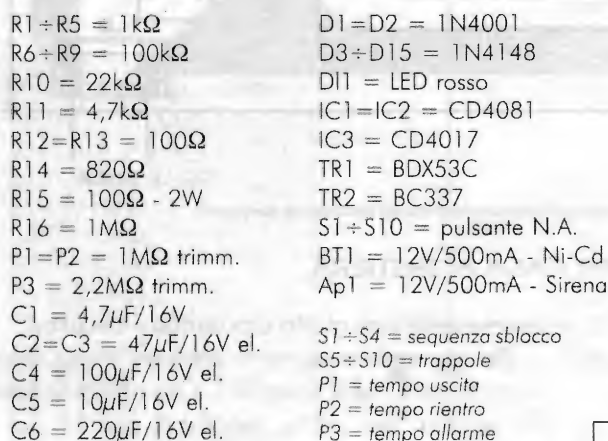 R1÷R5 = 1kΩ
R6÷R9 = 100kΩ
R10 = 22kΩ
R11 = 4,7kΩ
R12=R13 = 100Ω
R14 = 820Ω
R15 = 100Ω - 2W
R16 = 1MΩ
P1=P2 = 1MΩ trimm.
P3 = 2,2MΩ trimm.
C1 = 4,7µF/16V
C2=C3 = 47µF/16V el.
C4 = 100µF/16V el.
C5 = 10µF/16V el.
C6 = 220µF/16V el.
D1=D2 = 1N4001
D3÷D15 = 1N4148
Dl1 = LED rosso
IC1=IC2 = CD4081
IC3 = CD4017
TR1 = BDX53C
TR2 = BC337
S1÷S10 = pulsante N.A.
BT1 = 12V/500mA - Ni-Cd
Ap1 = 12V/500mA - Sirena
S1÷S4 = sequenza sblocco
S5÷S10 = trappole
P1 = tempo uscita
P2 = tempo rientro
P3 = tempo allarme